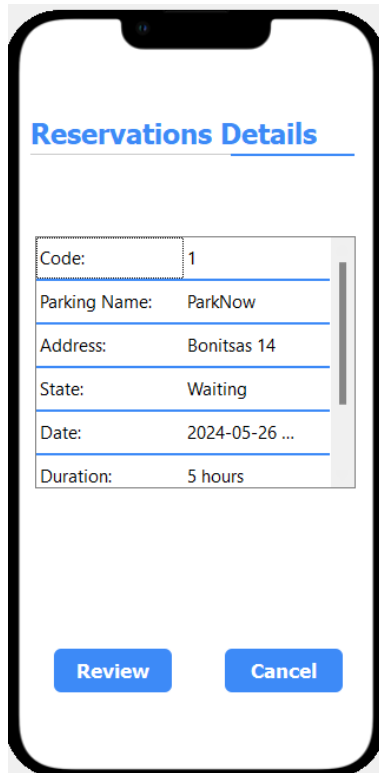 Reservations Details
Code: 1
Parking Name: ParkNow
Address: Bonitsas 14
State: Waiting
Date: 2024-05-26 ...
Duration: 5 hours
Review Cancel